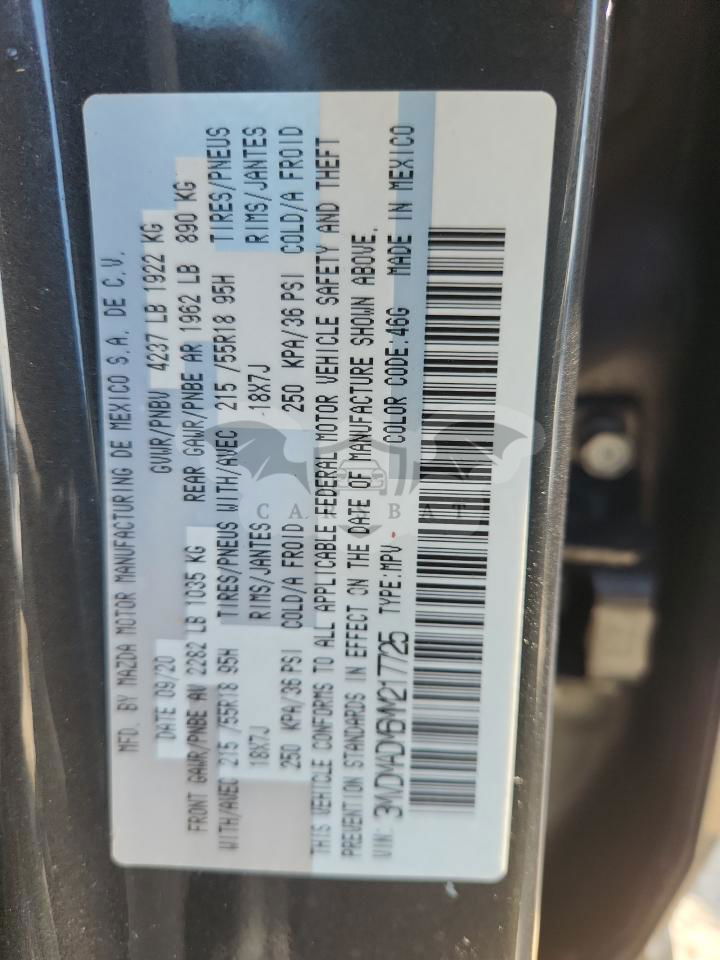 MFD. BY MAZDA MOTOR MANUFACTURING DE MEXICO S.A. DE C.V.
DATE 09/20 GVWR/PNBV 4237 LB 1922 KG
FRONT GAWR/PNBE AV 2282 LB 1035 KG REAR GAWR/PNBE AR 1962 LB 890 KG
WITH/AVEC 215 /55R18 95H TIRES/PNEUS WITH/AVEC 215 /55R18 95H TIRES/PNEUS
18X7J RIMS/JANTES 18X7J RIMS/JANTES
250 KPA/36 PSI COLD/A FROID 250 KPA/36 PSI COLD/A FROID
THIS VEHICLE CONFORMS TO ALL APPLICABLE FEDERAL MOTOR VEHICLE SAFETY AND THEFT
PREVENTION STANDARDS IN EFFECT ON THE DATE OF MANUFACTURE SHOWN ABOVE.
VIN: TYPE:MPV COLOR CODE:46G MADE IN MEXICO
CARSBAT